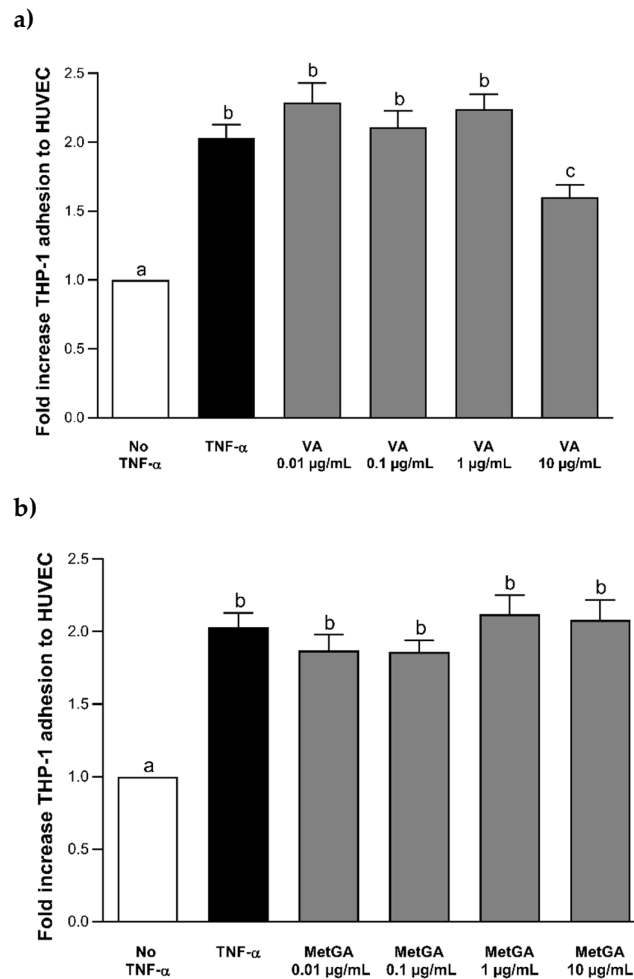 a)
Fold increase THP-1 adhesion to HUVEC
2.5
2.0
1.5
1.0
0.5
0.0
a
b
b
b
b
c
No TNF-α
TNF-α
VA 0.01 µg/mL
VA 0.1 µg/mL
VA 1 µg/mL
VA 10 µg/mL
b)
Fold increase THP-1 adhesion to HUVEC
2.5
2.0
1.5
1.0
0.5
0.0
a
b
b
b
b
b
No TNF-α
TNF-α
MetGA 0.01 µg/mL
MetGA 0.1 µg/mL
MetGA 1 µg/mL
MetGA 10 µg/mL